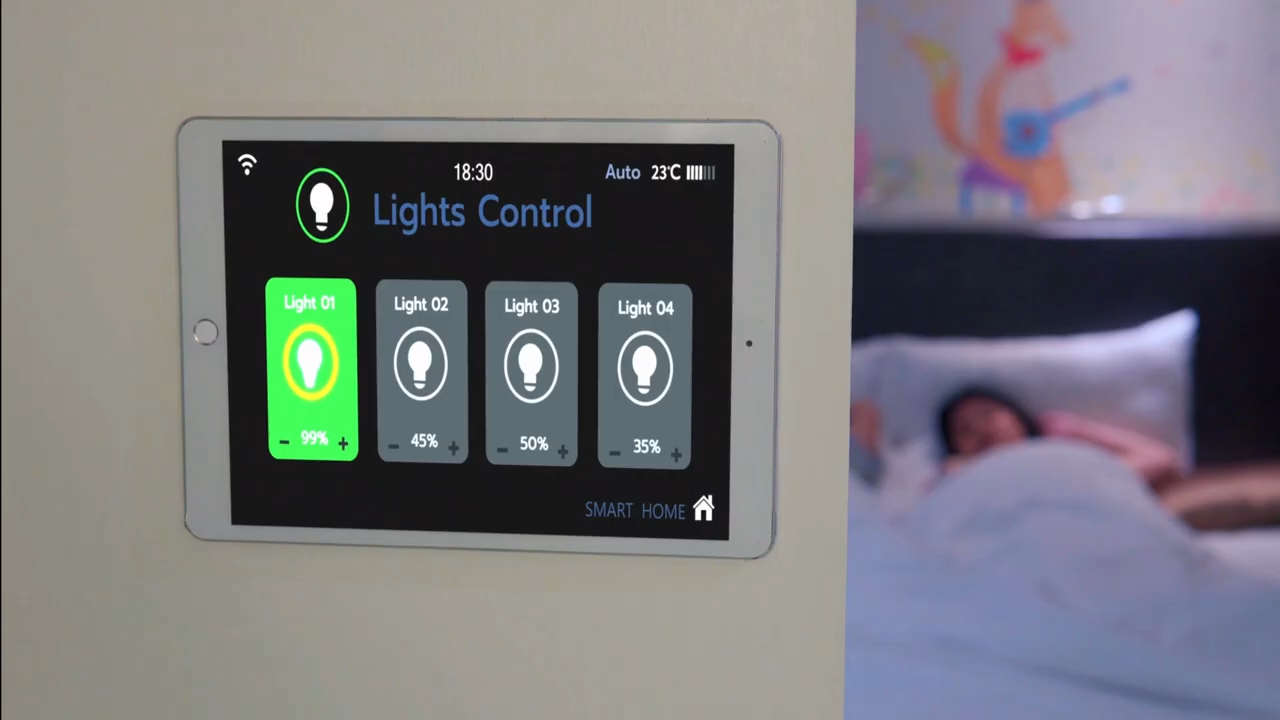 18:30
Auto 23°C
Lights Control
Light 01
Light 02
Light 03
Light 04
- 99% +
- 45% +
- 50% +
- 35% +
SMART HOME